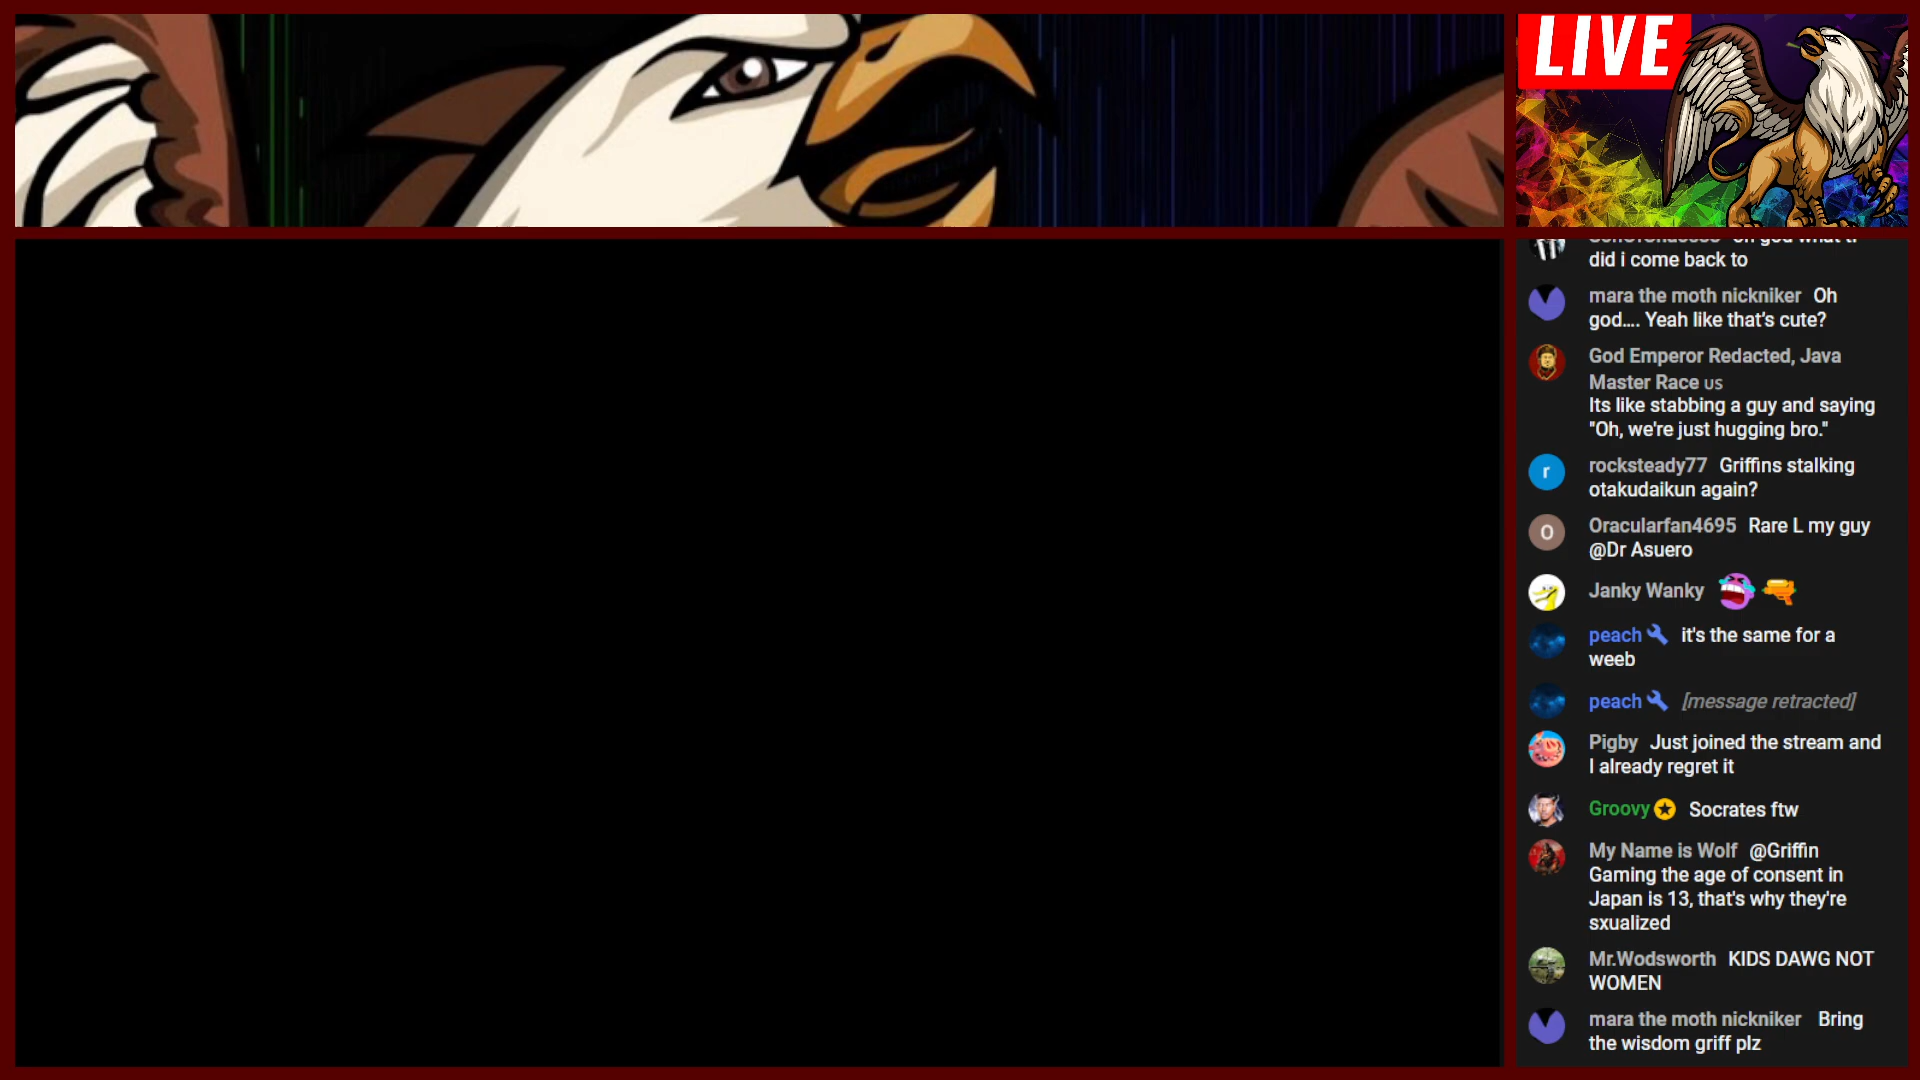 LIVE
did i come back to
mara the moth nickniker Oh
god.... Yeah like that's cute?
God Emperor Redacted, Java
Master Race us
Its like stabbing a guy and saying
"Oh, we're just hugging bro."
r
rocksteady77 Griffins stalking
otakudaikun again?
O
Oracularfan4695 Rare L my guy
@Dr Asuero
Janky Wanky
peach it's the same for a
weeb
peach [message retracted]
Pigby Just joined the stream and
I already regret it
Groovy Socrates ftw
My Name is Wolf @Griffin
Gaming the age of consent in
Japan is 13, that's why they're
sxualized
Mr.Wodsworth KIDS DAWG NOT
WOMEN
mara the moth nickniker Bring
the wisdom griff plz